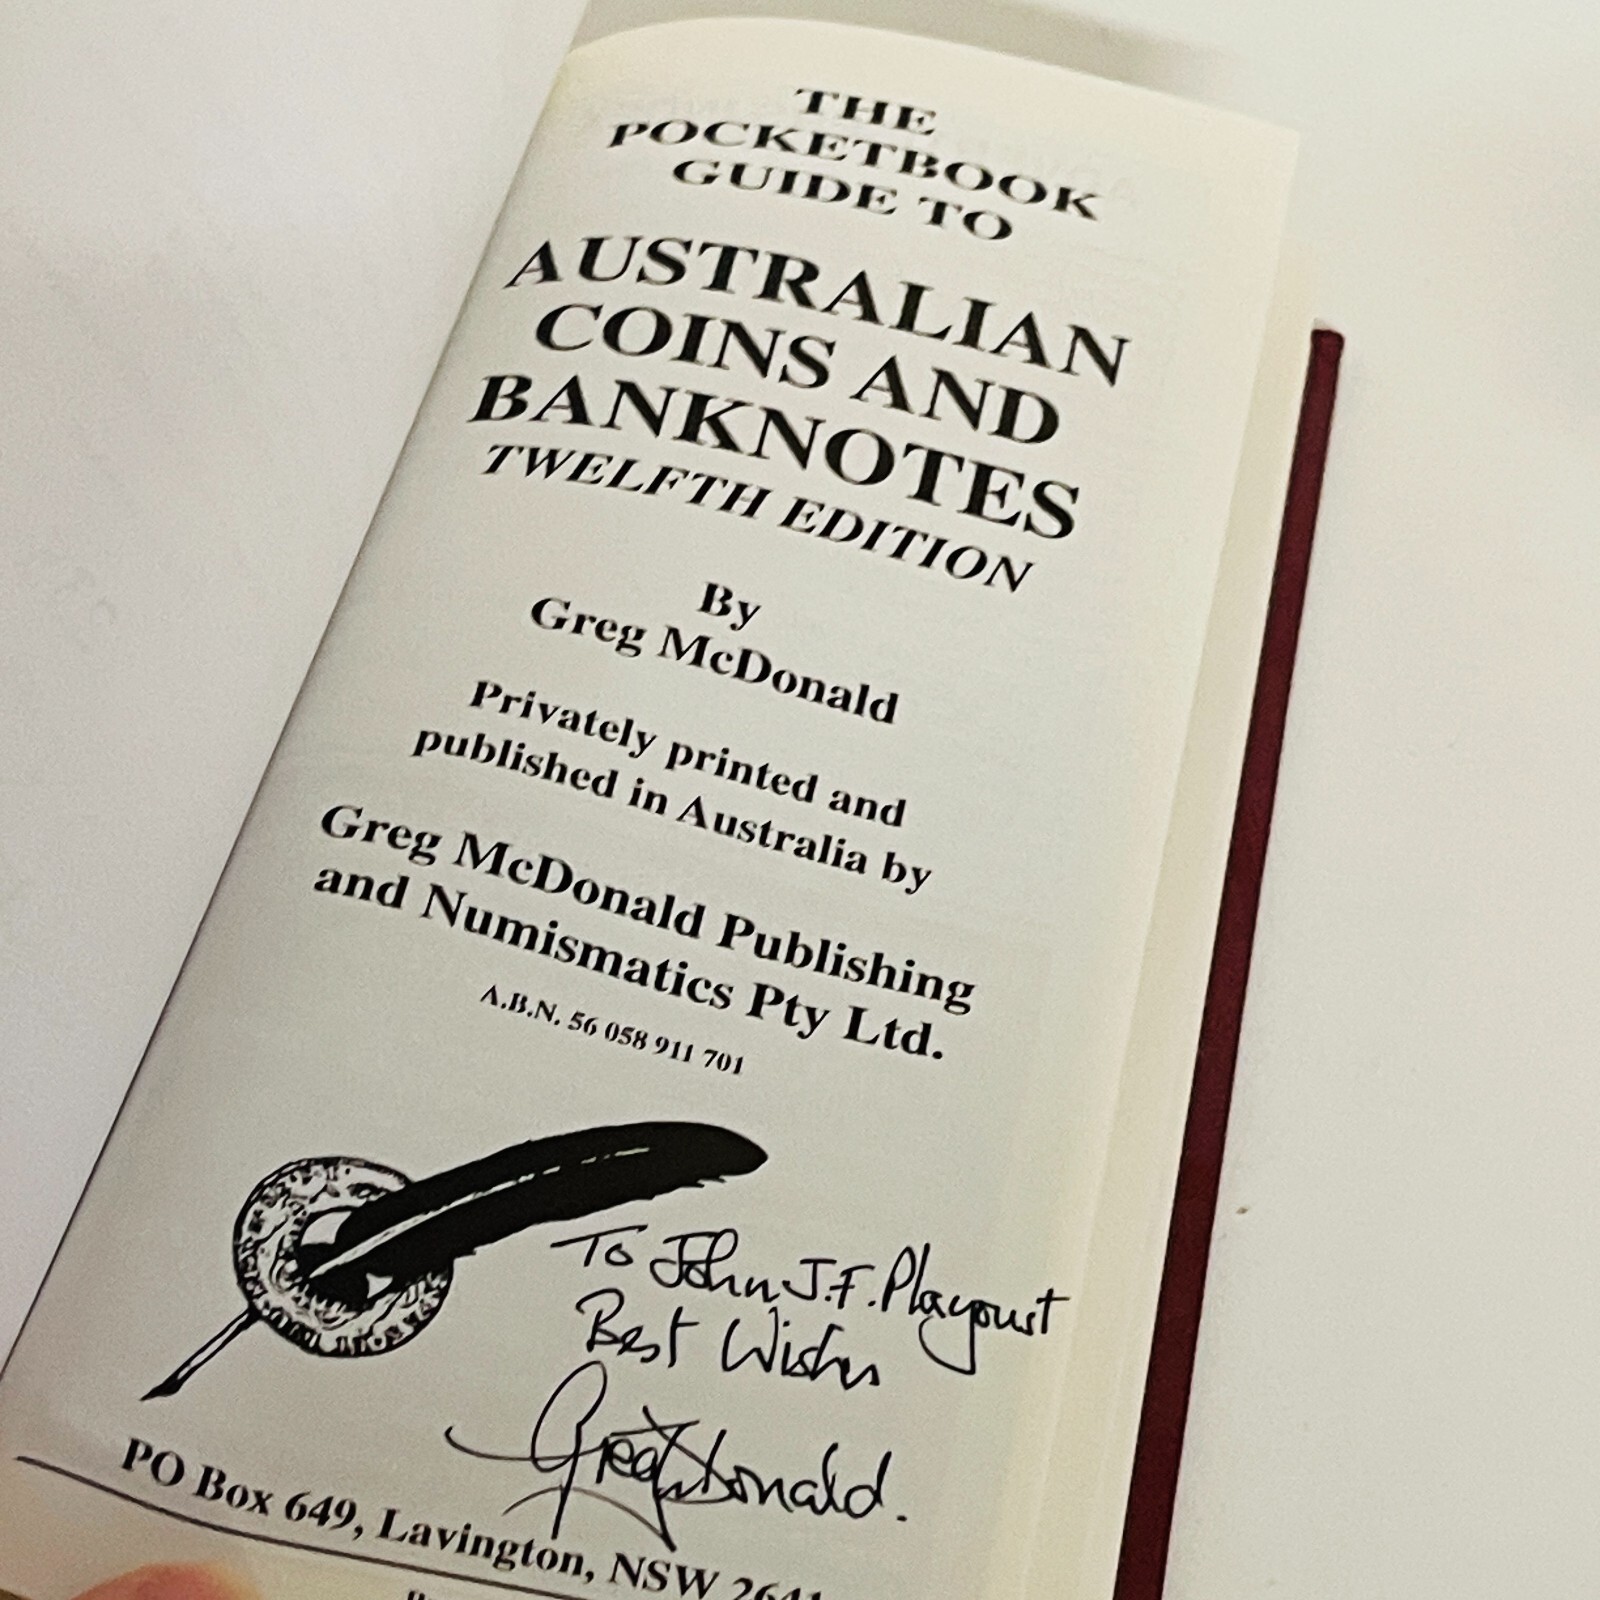 THE
POCKETBOOK
GUIDE TO
AUSTRALIAN
COINS AND
BANKNOTES
TWELFTH EDITION
By
Greg McDonald
Privately printed and
published in Australia by
Greg McDonald Publishing
and Numismatics Pty Ltd.
A.B.N. 56 058 911 701
To John J.F. Playoust
Best Wishes
Greg McDonald.
PO Box 649, Lavington, NSW 2641